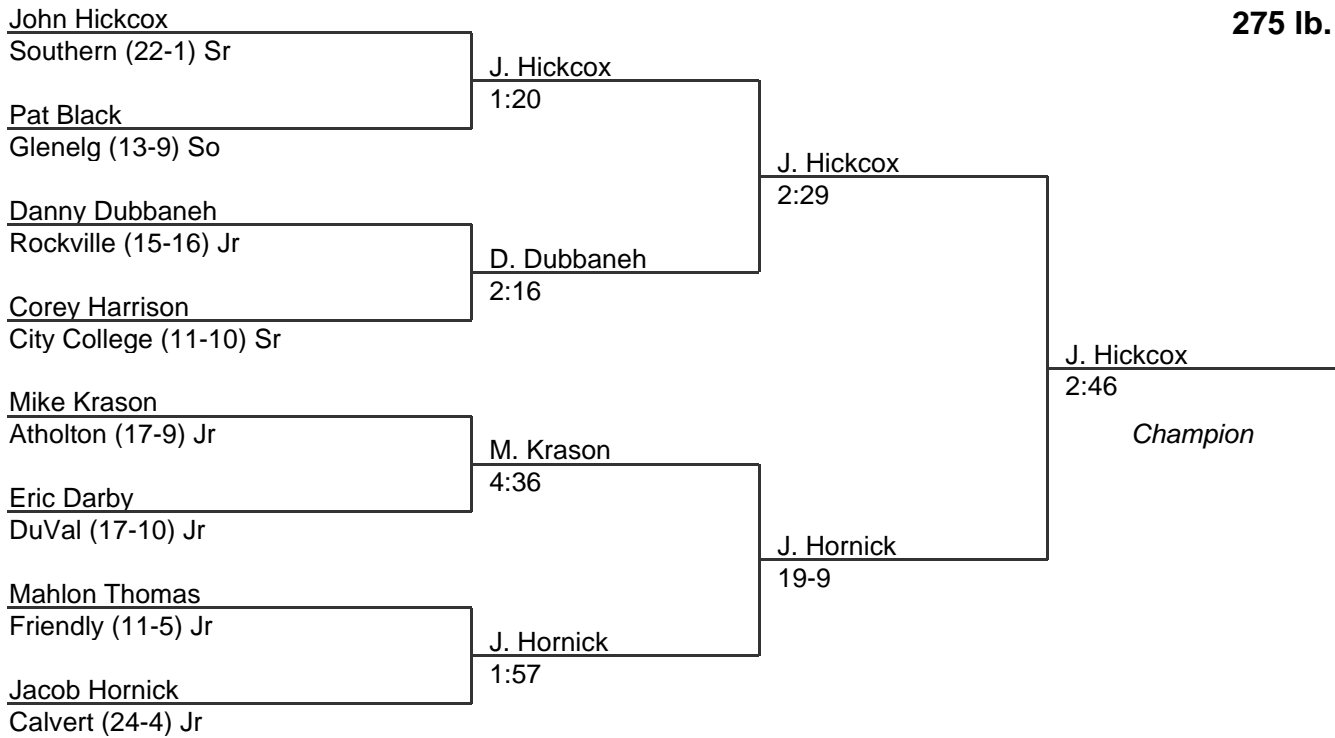 275 lb.
John Hickcox
Southern (22-1) Sr
Pat Black
Glenelg (13-9) So
Danny Dubbaneh
Rockville (15-16) Jr
Corey Harrison
City College (11-10) Sr
Mike Krason
Atholton (17-9) Jr
Eric Darby
DuVal (17-10) Jr
Mahlon Thomas
Friendly (11-5) Jr
Jacob Hornick
Calvert (24-4) Jr
J. Hickcox
1:20
D. Dubbaneh
2:16
M. Krason
4:36
J. Hornick
1:57
J. Hickcox
2:29
J. Hornick
19-9
J. Hickcox
2:46
Champion